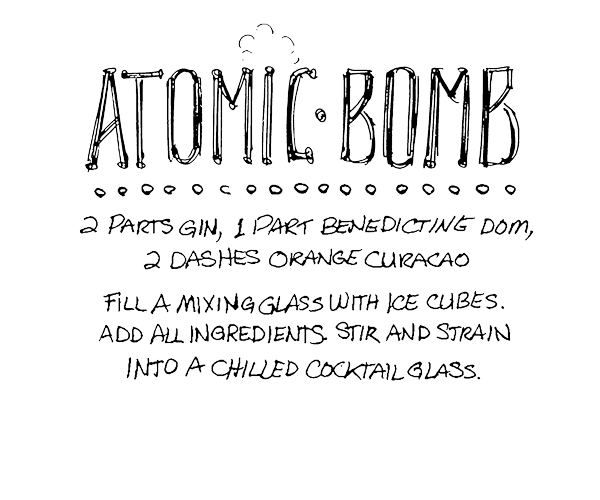 ATOMIC · BOMB
2 PARTS GIN, 1 PART BENEDICTING DOM,
2 DASHES ORANGE CURACAO
FILL A MIXING GLASS WITH ICE CUBES.
ADD ALL INGREDIENTS. STIR AND STRAIN
INTO A CHILLED COCKTAIL GLASS.